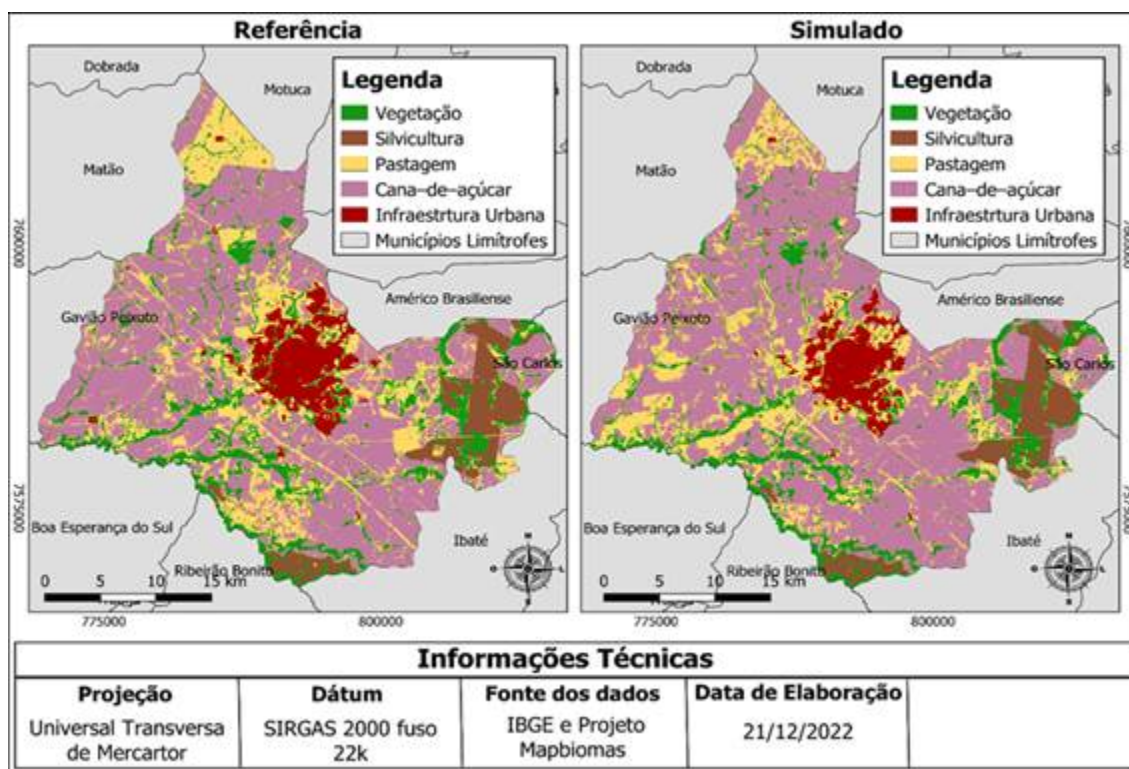 Referência
Dobrada
Motuca
Matão
Legenda
Vegetação
Silvicultura
Pastagem
Cana-de-açúcar
Infraestrtura Urbana
Municípios Limítrofes
7600000
Américo Brasiliense
Gavião Peixoto
São Carlos
7575000
Boa Esperança do Sul
Ibaté
Ribeirão Bonito
0 5 10 15 km
775000 800000
Simulado
Dobrada
Motuca
Matão
Legenda
Vegetação
Silvicultura
Pastagem
Cana-de-açúcar
Infraestrtura Urbana
Municípios Limítrofes
Américo Brasiliense
Gavião Peixoto
São Carlos
Boa Esperança do Sul
Ibaté
Ribeirão Bonito
0 5 10 15 km
775000 800000
Informações Técnicas
Projeção
Universal Transversa
de Mercartor
Dátum
SIRGAS 2000 fuso
22k
Fonte dos dados
IBGE e Projeto
Mapbiomas
Data de Elaboração
21/12/2022